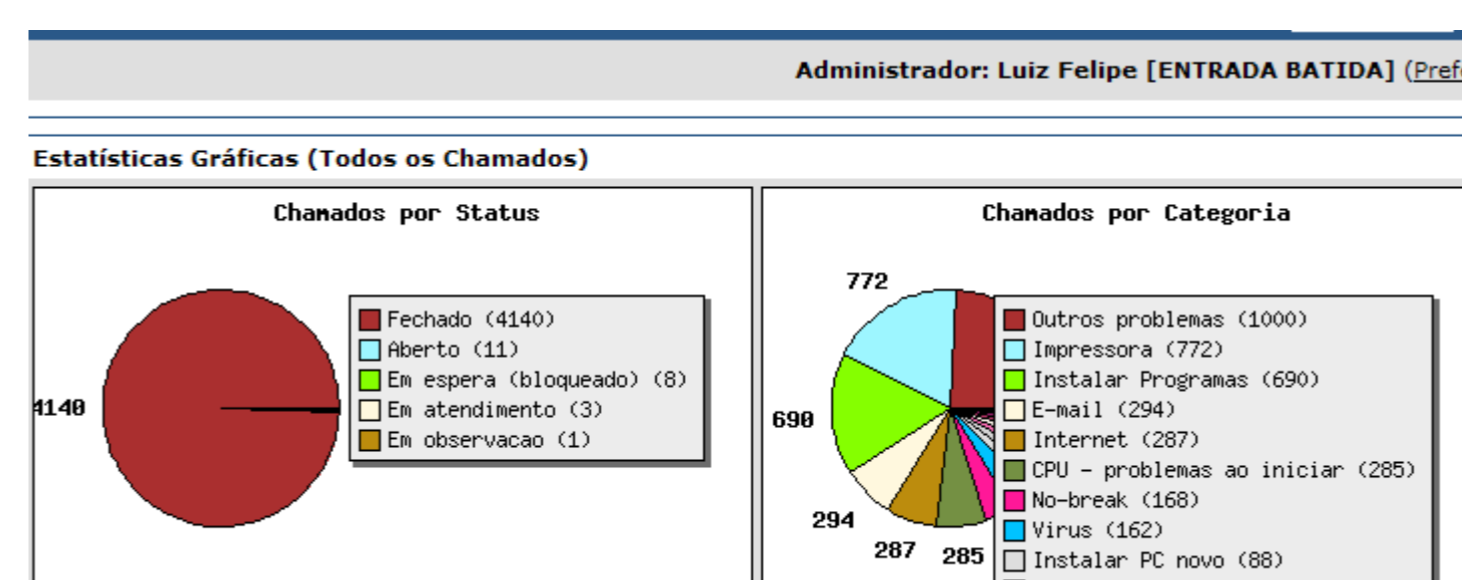 Administrador: Luiz Felipe [ENTRADA BATIDA] (Prefe
Estatísticas Gráficas (Todos os Chamados)
Chamados por Status
4140
Fechado (4140)
Aberto (11)
Em espera (bloqueado) (8)
Em atendimento (3)
Em observacao (1)
Chamados por Categoria
772
690
294
287
285
Outros problemas (1000)
Impressora (772)
Instalar Programas (690)
E-mail (294)
Internet (287)
CPU - problemas ao iniciar (285)
No-break (168)
Virus (162)
Instalar PC novo (88)